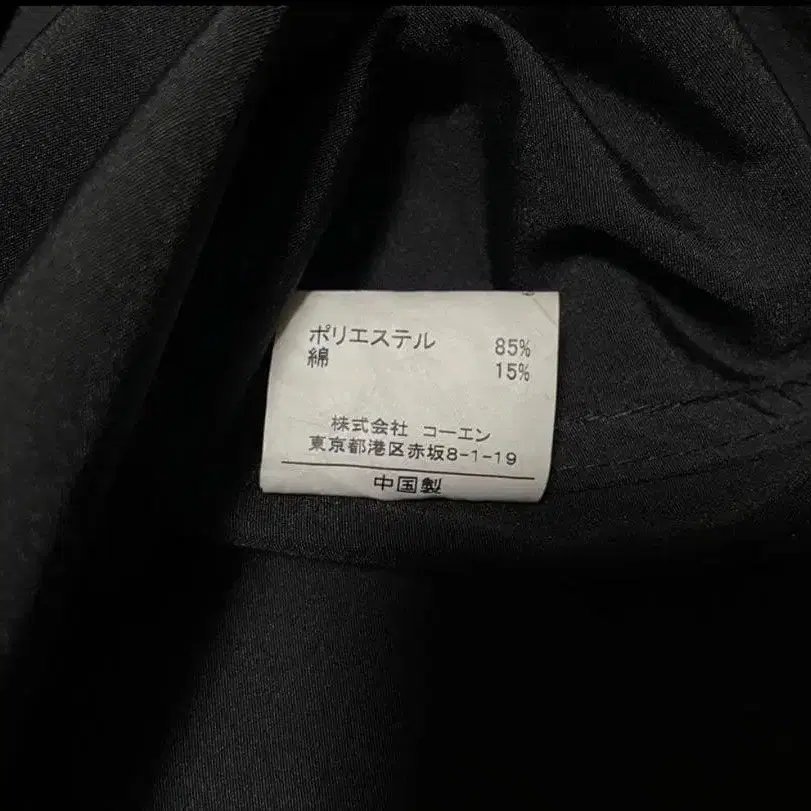 ポリエステル 85%
綿 15%
株式会社 コーエン
東京都港区赤坂8-1-19
中国製